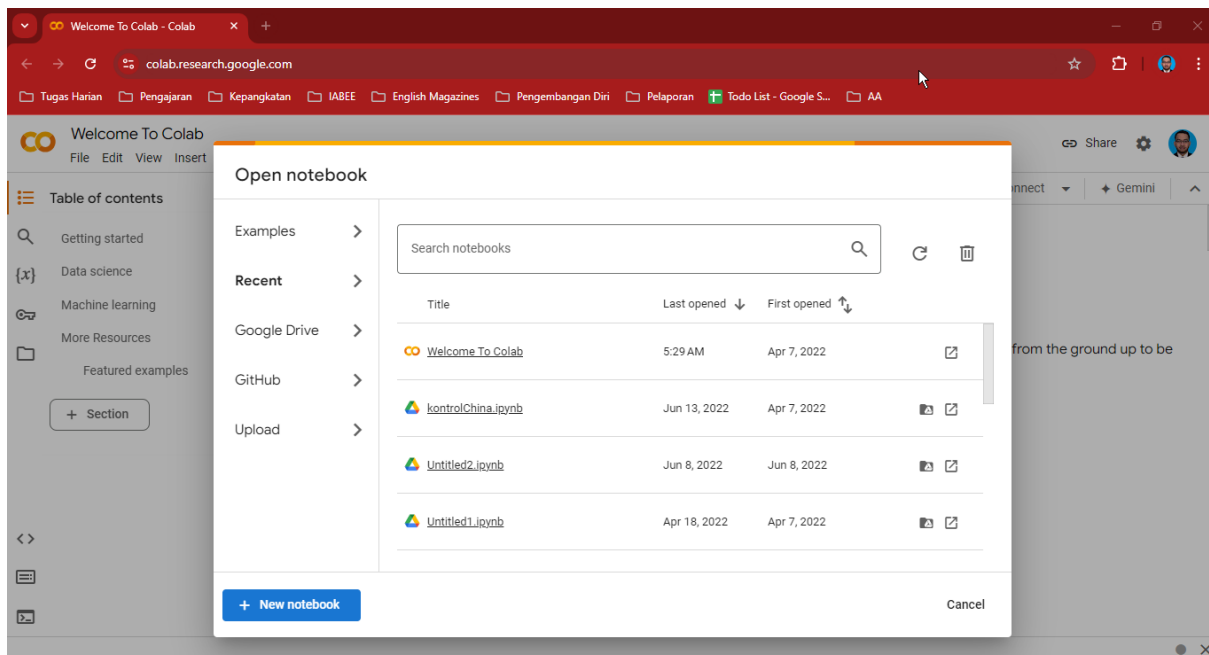 Welcome To Colab - Colab
colab.research.google.com
Tugas Harian Pengajaran Kepangkatan IABEE English Magazines Pengembangan Diri Pelaporan Todo List - Google S... AA
Welcome To Colab
File Edit View Insert
Share
Gemini
Table of contents
Getting started
Data science
Machine learning
More Resources
Featured examples
+ Section
{x}
from the ground up to be
Open notebook
Examples
Recent
Google Drive
GitHub
Upload
Search notebooks
Title Last opened First opened
Welcome To Colab 5:29 AM Apr 7, 2022
kontrolChina.ipynb Jun 13, 2022 Apr 7, 2022
Untitled2.ipynb Jun 8, 2022 Jun 8, 2022
Untitled1.ipynb Apr 18, 2022 Apr 7, 2022
+ New notebook
Cancel